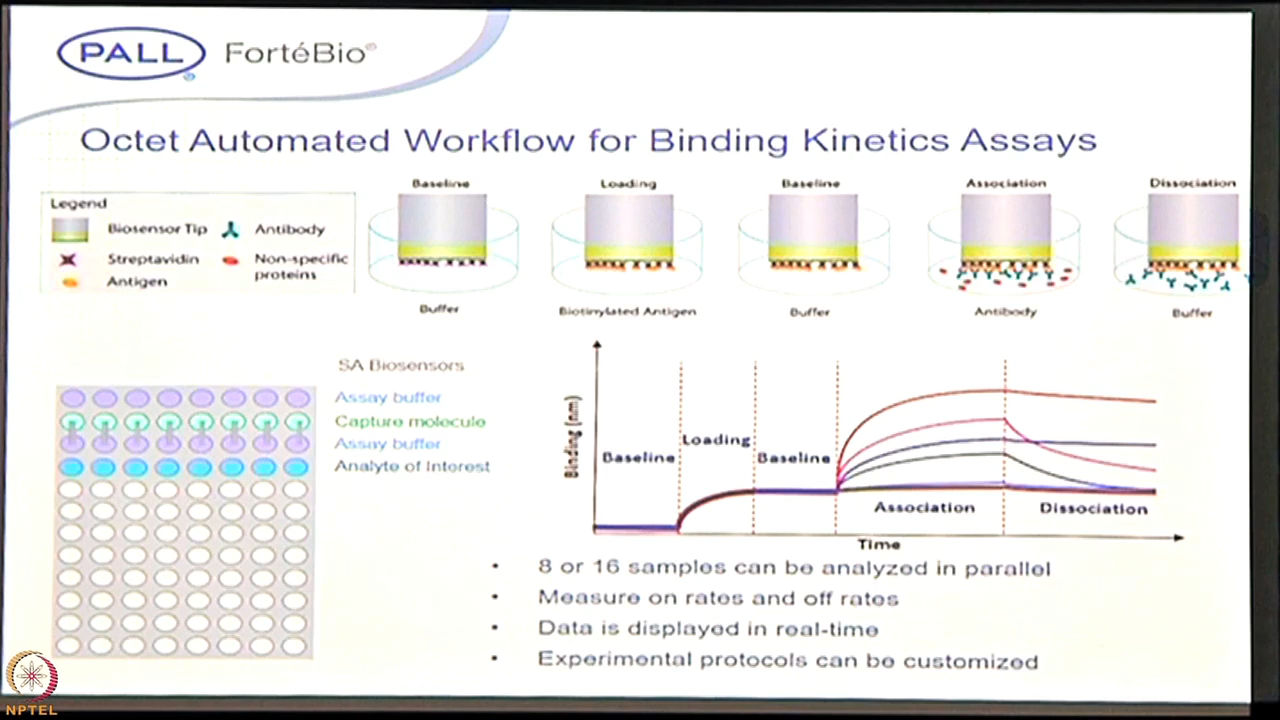 PALL FortéBio®
Octet Automated Workflow for Binding Kinetics Assays
Legend
Biosensor Tip
Antibody
Streptavidin
Non-specific proteins
Antigen
Baseline
Loading
Baseline
Association
Dissociation
Buffer
Biotinylated Antigen
Buffer
Antibody
Buffer
SA Biosensors
Assay buffer
Capture molecule
Assay buffer
Analyte of Interest
Binding (nm)
Baseline
Loading
Baseline
Association
Dissociation
Time
• 8 or 16 samples can be analyzed in parallel
• Measure on rates and off rates
• Data is displayed in real-time
• Experimental protocols can be customized
NPTEL